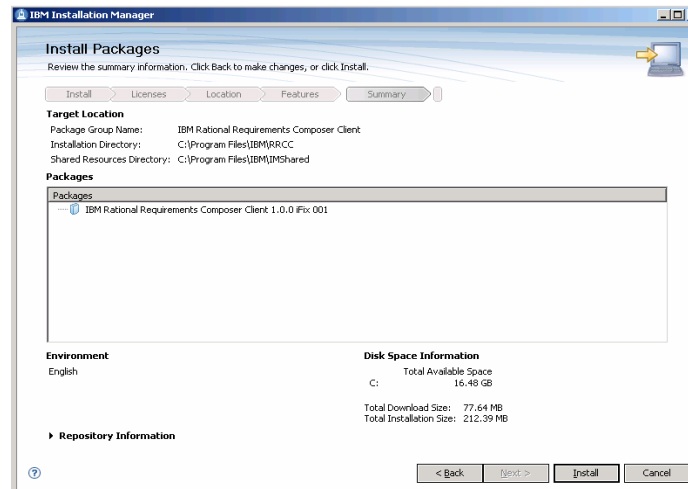 IBM Installation Manager
Install Packages
Review the summary information. Click Back to make changes, or click Install.
Install Licenses Location Features Summary
Target Location
Package Group Name: IBM Rational Requirements Composer Client
Installation Directory: C:\Program Files\IBM\RRCC
Shared Resources Directory: C:\Program Files\IBM\IMShared
Packages
Packages
IBM Rational Requirements Composer Client 1.0.0 iFix 001
Environment Disk Space Information
English Total Available Space
C: 16.48 GB
Total Download Size: 77.64 MB
Total Installation Size: 212.39 MB
Repository Information
? < Back Next > Install Cancel